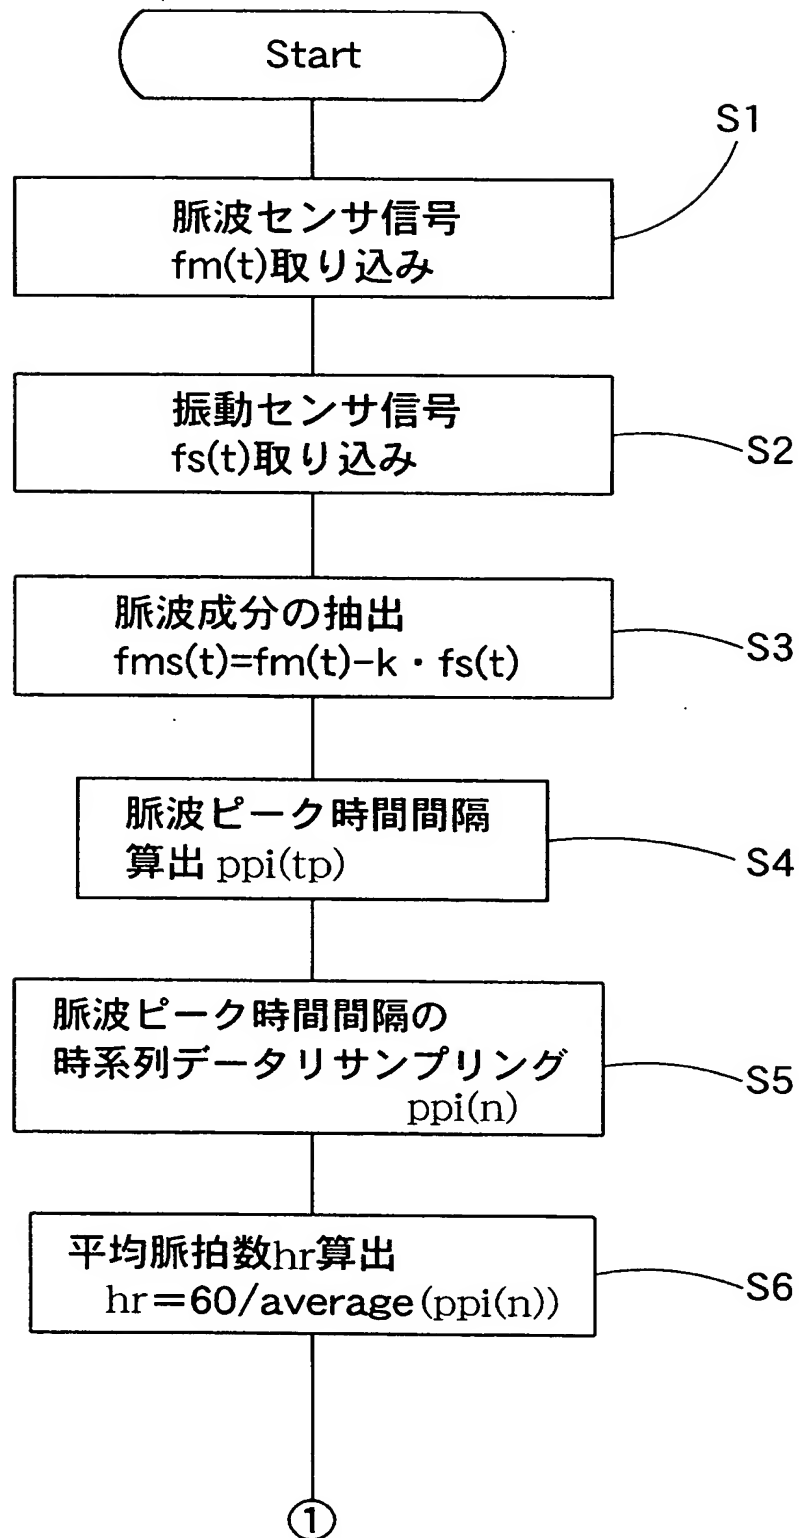 Start
S1
脈波センサ信号
fm(t)取り込み
振動センサ信号
fs(t)取り込み
S2
脈波成分の抽出
fms(t)=fm(t)-k・fs(t)
S3
脈波ピーク時間間隔
算出 ppi(tp)
S4
脈波ピーク時間間隔の
時系列データリサンプリング
ppi(n)
S5
平均脈拍数hr算出
hr=60/average(ppi(n))
S6
①